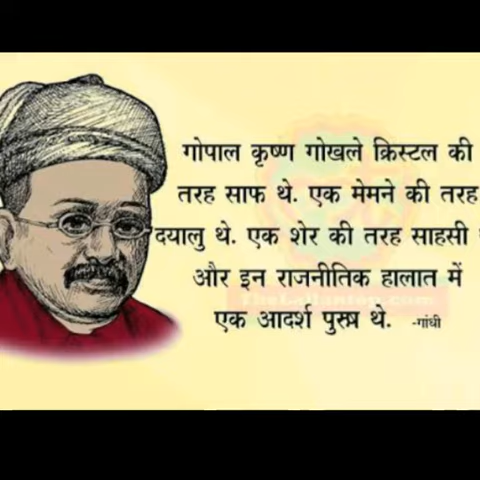 गोपाल कृष्ण गोखले क्रिस्टल की
तरह साफ थे. एक मेमने की तरह
दयालु थे. एक शेर की तरह साहसी
और इन राजनीतिक हालात में
एक आदर्श पुरुष थे. -गांधी